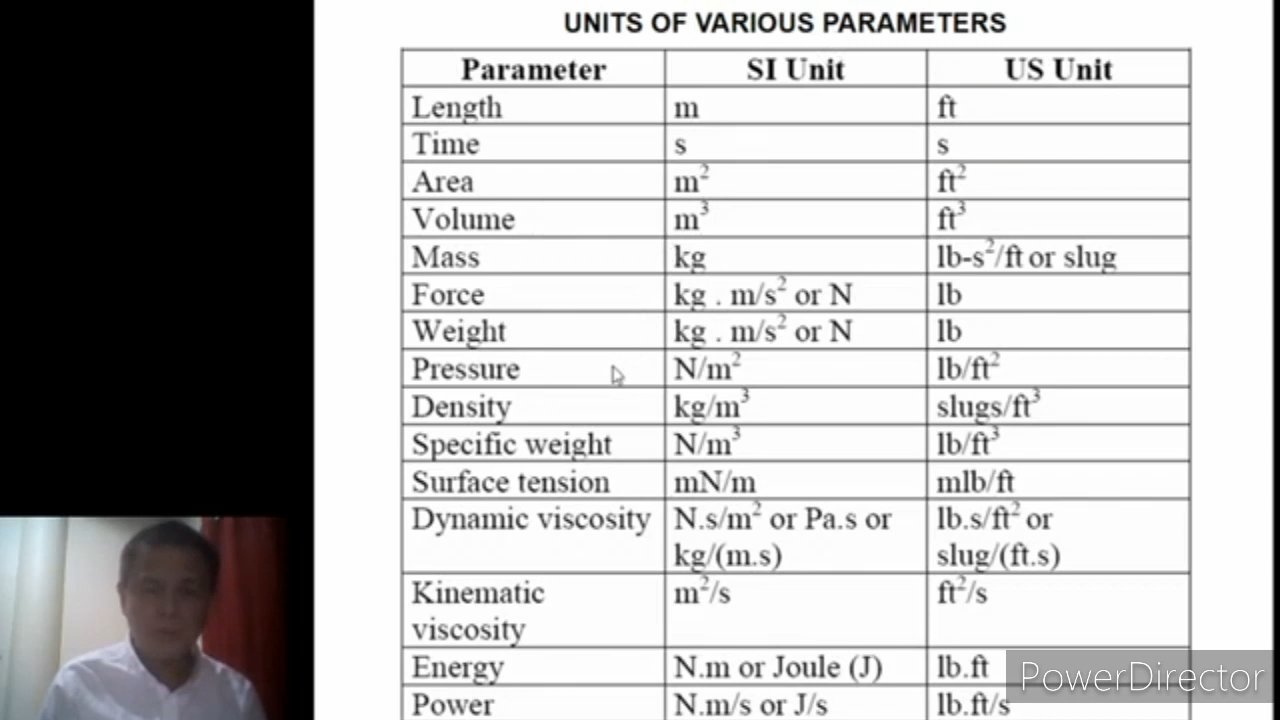 UNITS OF VARIOUS PARAMETERS
Parameter SI Unit US Unit
Length m ft
Time s s
Area m² ft²
Volume m³ ft³
Mass kg lb-s²/ft or slug
Force kg . m/s² or N lb
Weight kg . m/s² or N lb
Pressure N/m² lb/ft²
Density kg/m³ slugs/ft³
Specific weight N/m³ lb/ft³
Surface tension mN/m mlb/ft
Dynamic viscosity N.s/m² or Pa.s or lb.s/ft² or
kg/(m.s) slug/(ft.s)
Kinematic m²/s ft²/s
viscosity
Energy N.m or Joule (J) lb.ft
Power N.m/s or J/s lb.ft/s
PowerDirector